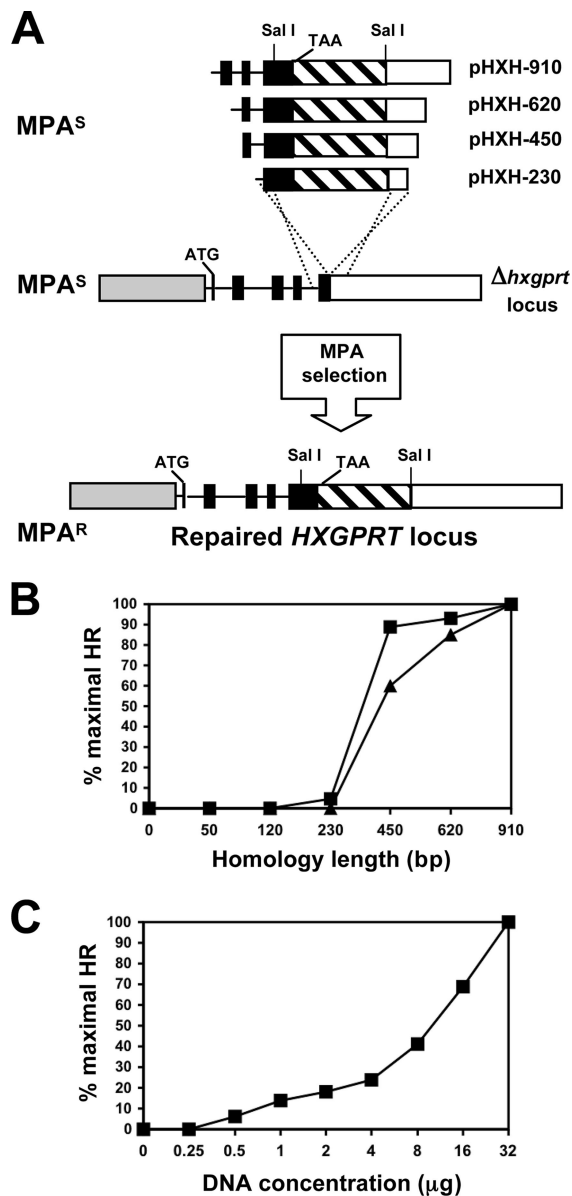 A
Sal I TAA Sal I
pHXH-910
pHXH-620
MPAS
pHXH-450
pHXH-230
ATG
MPAS
Δhxgprt
locus
MPA
selection
ATG Sal I TAA Sal I
MPAR
Repaired HXGPRT locus
B
% maximal HR
100
90
80
70
60
50
40
30
20
10
0
0 50 120 230 450 620 910
Homology length (bp)
C
% maximal HR
100
90
80
70
60
50
40
30
20
10
0
0 0.25 0.5 1 2 4 8 16 32
DNA concentration (μg)